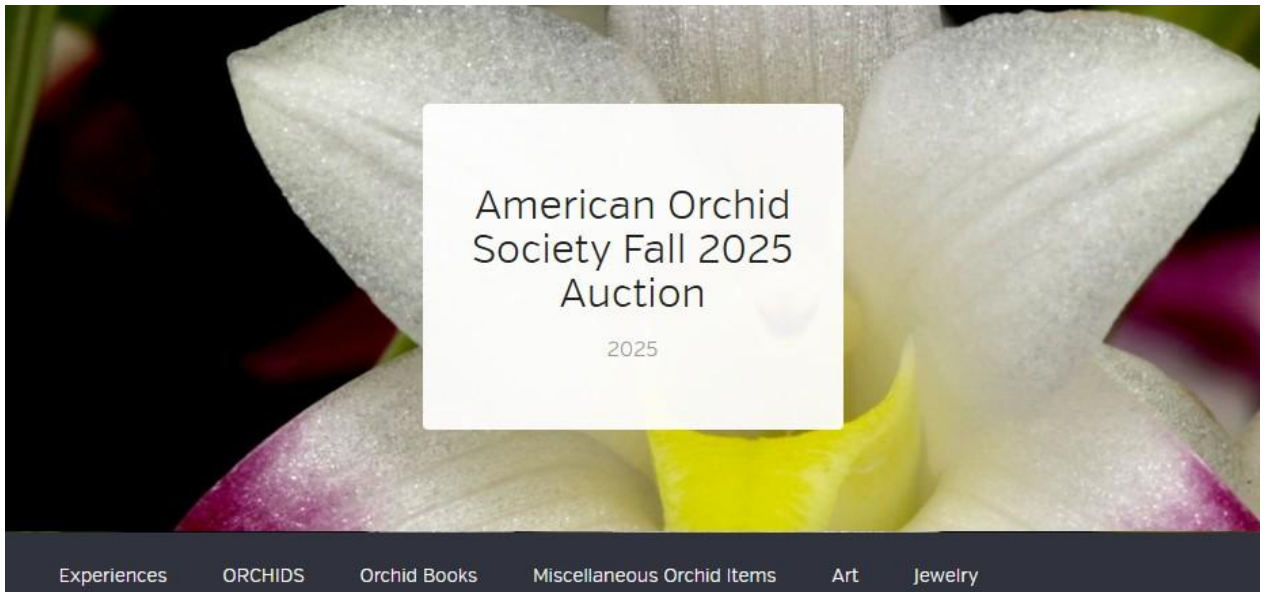 American Orchid
Society Fall 2025
Auction
2025
Experiences ORCHIDS Orchid Books Miscellaneous Orchid Items Art Jewelry